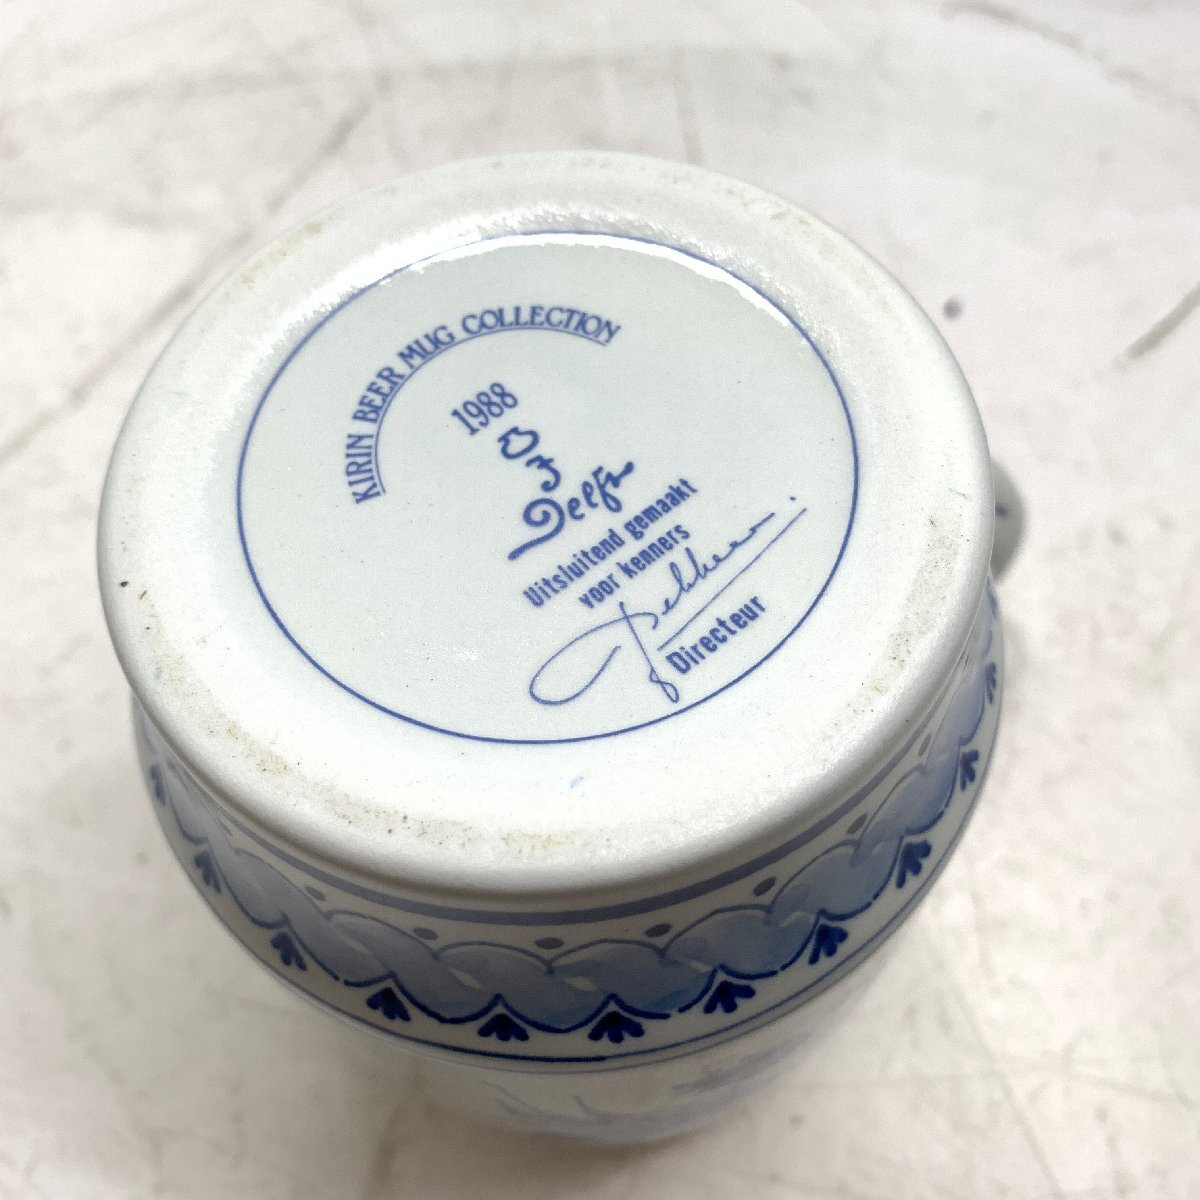 KIRIN BEER MUG COLLECTION
1988
Delft
Uitsluitend gemaakt
voor kenners
Directeur